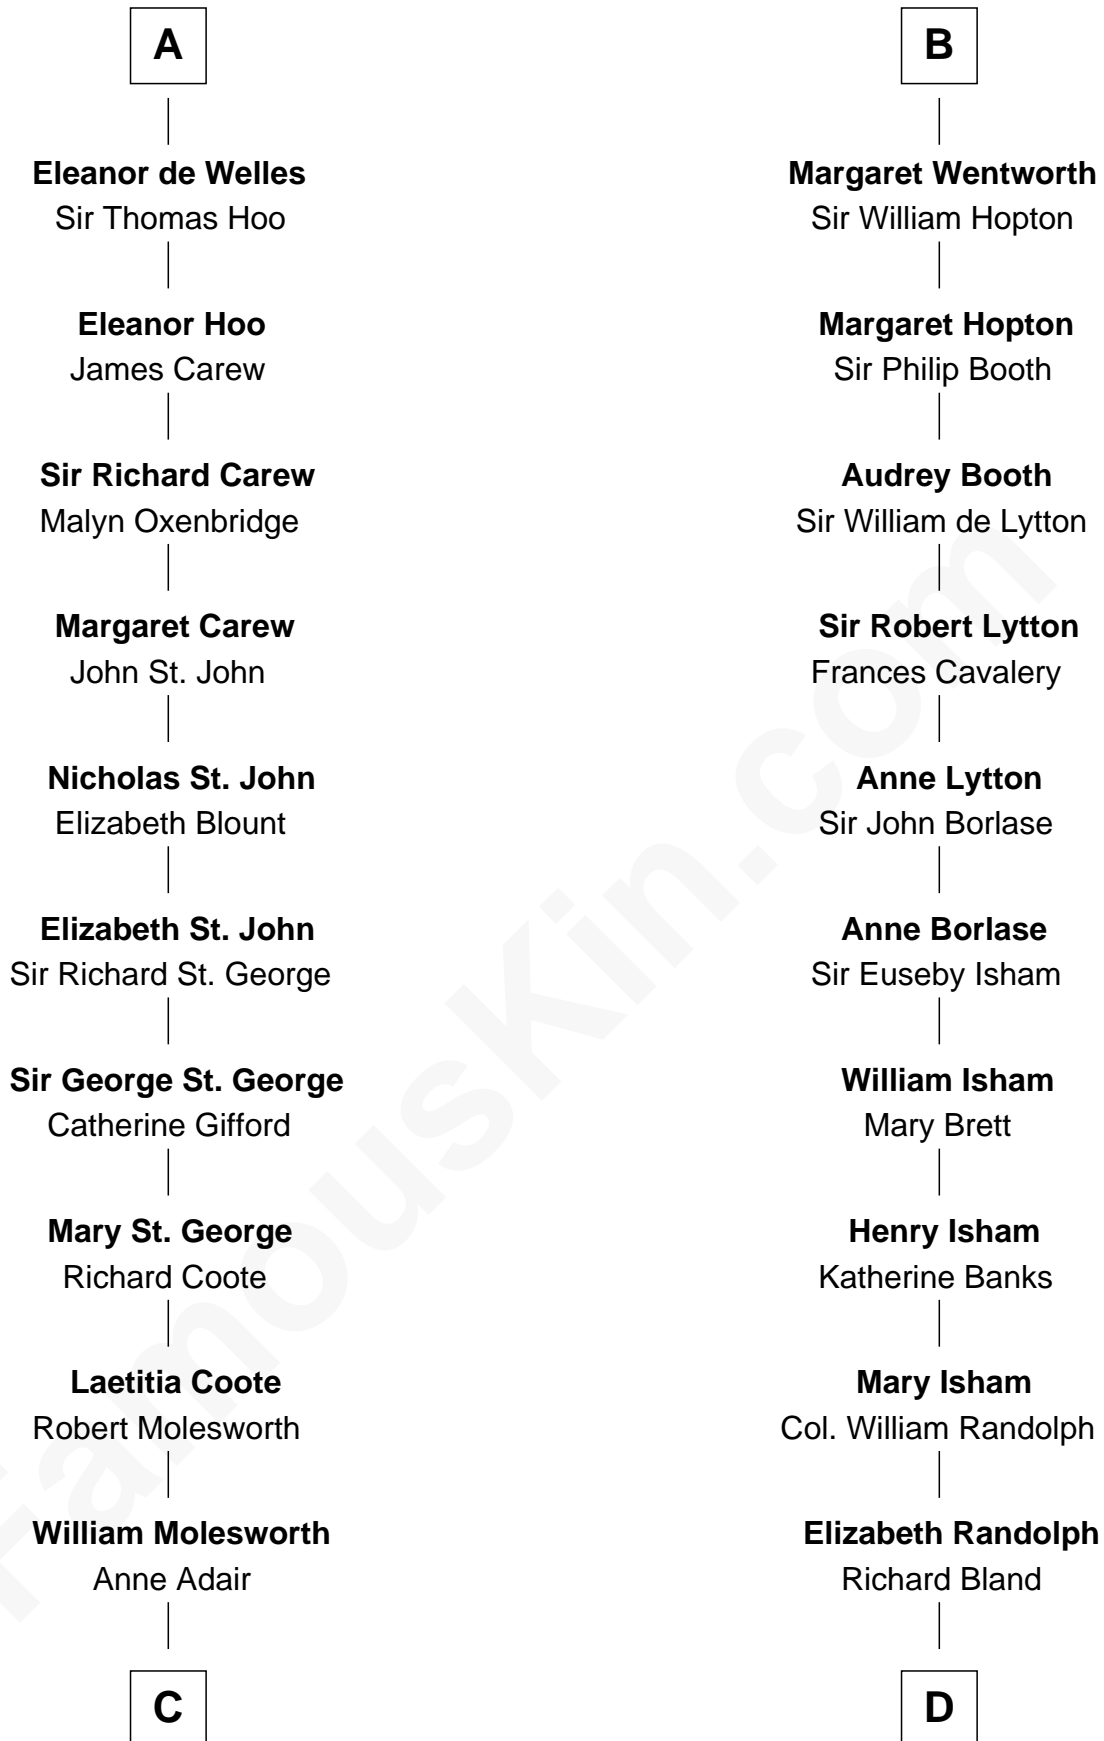 A
Eleanor de Welles
Sir Thomas Hoo
Eleanor Hoo
James Carew
Sir Richard Carew
Malyn Oxenbridge
Margaret Carew
John St. John
Nicholas St. John
Elizabeth Blount
Elizabeth St. John
Sir Richard St. George
Sir George St. George
Catherine Gifford
Mary St. George
Richard Coote
Laetitia Coote
Robert Molesworth
William Molesworth
Anne Adair
C
B
Margaret Wentworth
Sir William Hopton
Margaret Hopton
Sir Philip Booth
Audrey Booth
Sir William de Lytton
Sir Robert Lytton
Frances Cavalery
Anne Lytton
Sir John Borlase
Anne Borlase
Sir Euseby Isham
William Isham
Mary Brett
Henry Isham
Katherine Banks
Mary Isham
Col. William Randolph
Elizabeth Randolph
Richard Bland
D
FamousKin.com